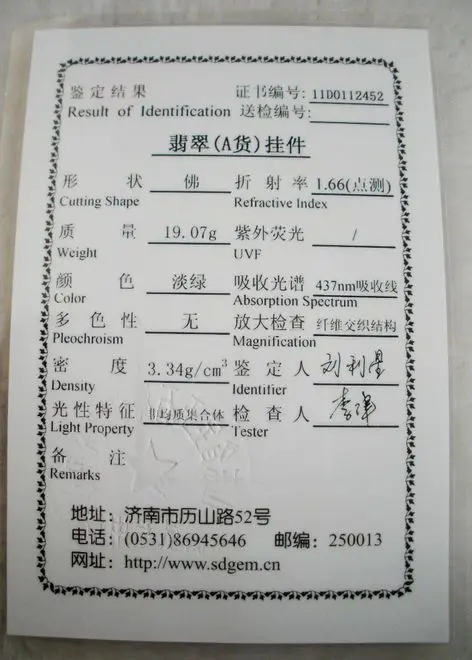 鉴定结果 证书编号: 11D0112452
Result of Identification 送检编号:
翡翠(A货)挂件
形 状 佛 折 射 率 1.66(点测)
Cutting Shape Refractive Index
质 量 19.07g 紫外荧光 /
Weight UVF
颜 色 淡绿 吸收光谱 437nm吸收线
Color Absorption Spectrum
多 色 性 无 放大检查 纤维交织结构
Pleochroism Magnification
密 度 3.34g/cm³ 鉴 定 人
Density Identifier
光性特征 非均质集合体 检 查 人
Light Property Tester
备 注
Remarks
地址: 济南市历山路52号
电话: (0531)86945646 邮编: 250013
网址: http://www.sdgem.cn